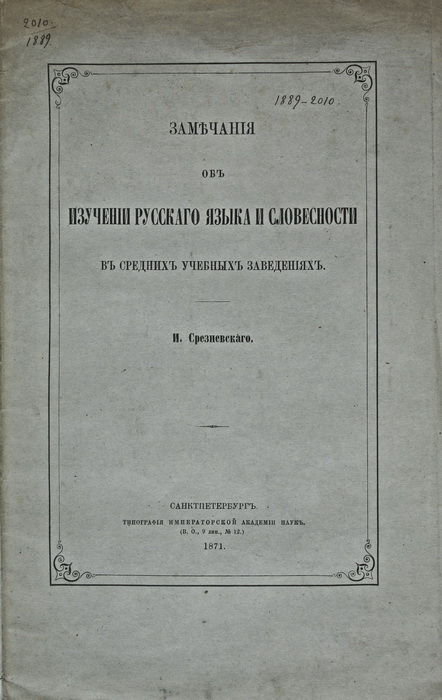 2010
1889
1889-2010.
ЗАМѢЧАНІЯ
ОБЪ
ИЗУЧЕНІИ РУССКАГО ЯЗЫКА И СЛОВЕСНОСТИ
ВЪ СРЕДНИХЪ УЧЕБНЫХЪ ЗАВЕДЕНІЯХЪ.
И. Срезневскаго.
САНКТПЕТЕРБУРГЪ.
ТИПОГРАФІЯ ИМПЕРАТОРСКОЙ АКАДЕМІИ НАУКЪ.
(В. О., 9 лин., № 12.)
1871.